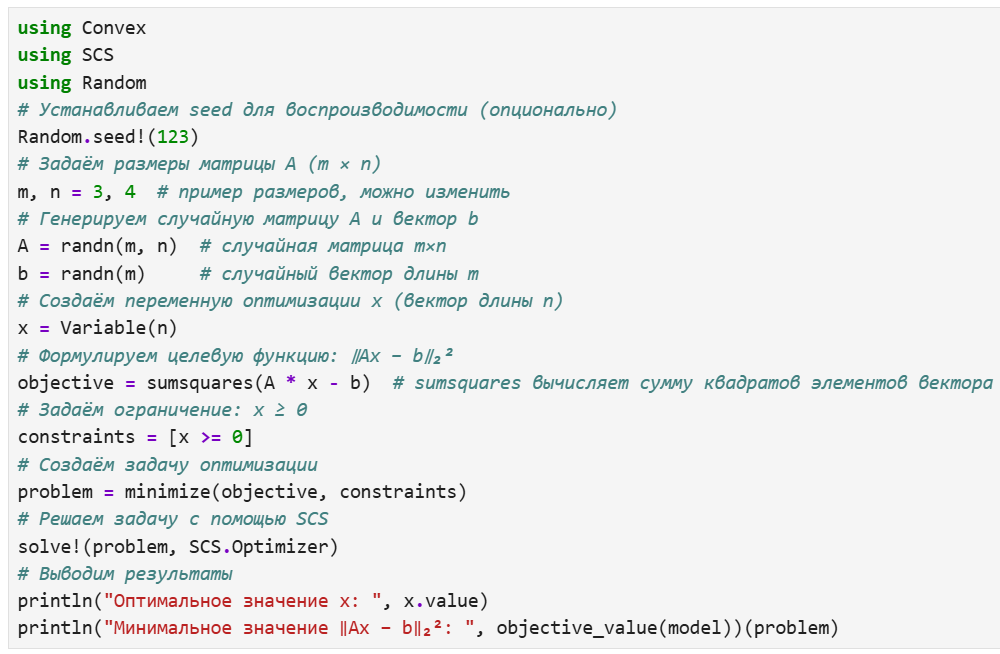 using Convex
using SCS
using Random
# Устанавливаем seed для воспроизводимости (опционально)
Random.seed!(123)
# Задаём размеры матрицы A (m × n)
m, n = 3, 4  # пример размеров, можно изменить
# Генерируем случайную матрицу A и вектор b
A = randn(m, n)  # случайная матрица m×n
b = randn(m)     # случайный вектор длины m
# Создаём переменную оптимизации x (вектор длины n)
x = Variable(n)
# Формулируем целевую функцию: ‖Ax − b‖₂²
objective = sumsquares(A * x - b)  # sumsquares вычисляет сумму квадратов элементов вектора
# Задаём ограничение: x ≥ 0
constraints = [x >= 0]
# Создаём задачу оптимизации
problem = minimize(objective, constraints)
# Решаем задачу с помощью SCS
solve!(problem, SCS.Optimizer)
# Выводим результаты
println("Оптимальное значение x: ", x.value)
println("Минимальное значение ‖Ax − b‖₂²: ", objective_value(model))(problem)